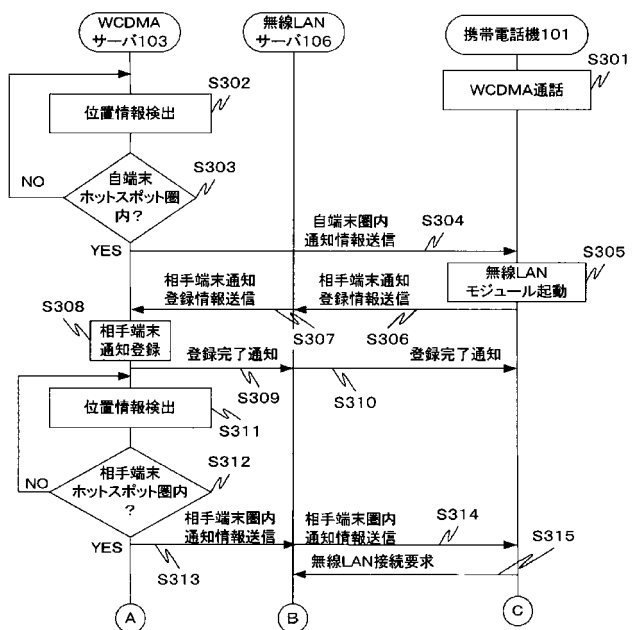 WCDMA
サーバ103
無線LAN
サーバ106
携帯電話機101
S301
WCDMA通話
S302
位置情報検出
S303
自端末
ホットスポット圏
内?
NO
YES
自端末圏内
通知情報送信
S304
S305
無線LAN
モジュール起動
相手端末通知
登録情報送信
相手端末通知
登録情報送信
S308
S307
S306
相手端末
通知登録
登録完了通知
登録完了通知
S309
S310
位置情報検出
S311
S312
相手端末
ホットスポット圏内
?
NO
YES
相手端末圏内
通知情報送信
相手端末圏内
通知情報送信
S314
S313
無線LAN接続要求
S315
A
B
C